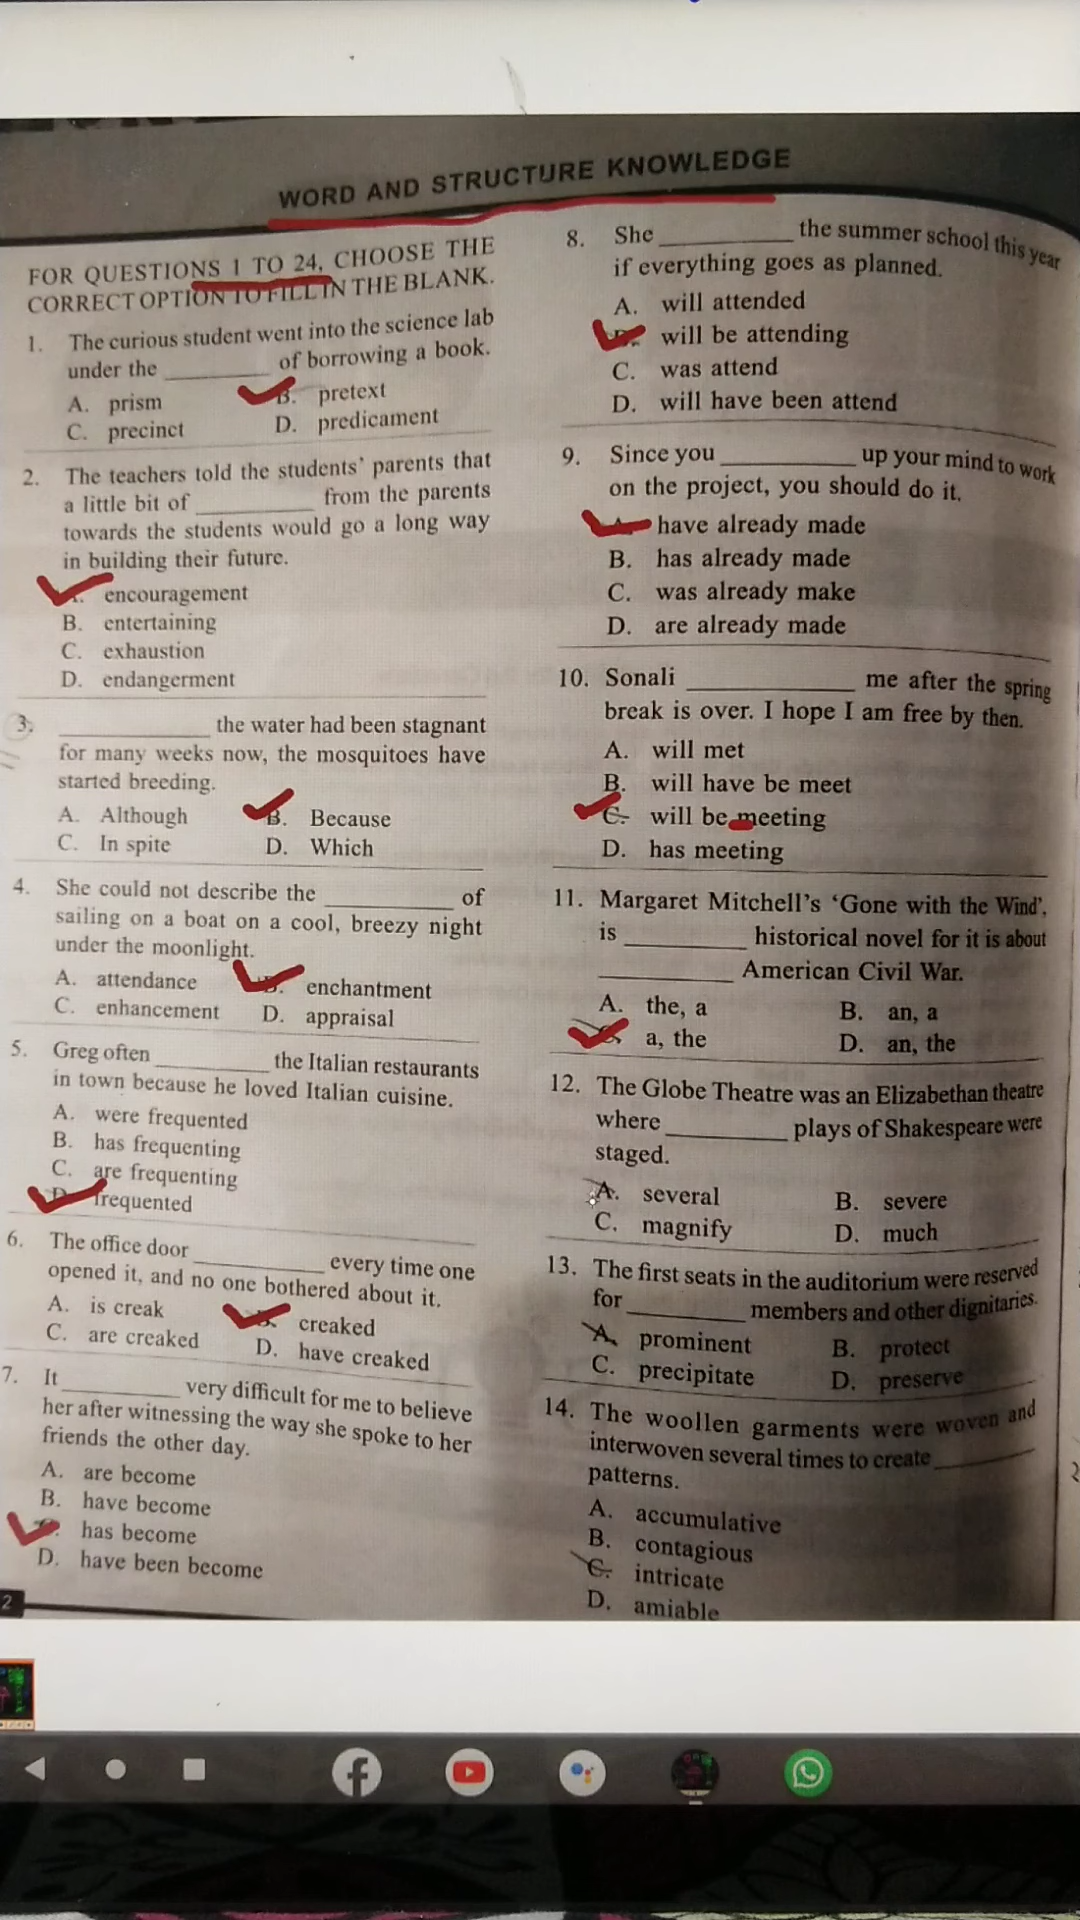 WORD AND STRUCTURE KNOWLEDGE
FOR QUESTIONS 1 TO 24, CHOOSE THE
CORRECT OPTION TO FILL IN THE BLANK.
1. The curious student went into the science lab
under the ________ of borrowing a book.
A. prism B. pretext
C. precinct D. predicament
2. The teachers told the students' parents that
a little bit of ________ from the parents
towards the students would go a long way
in building their future.
A. encouragement
B. entertaining
C. exhaustion
D. endangerment
3. ________ the water had been stagnant
for many weeks now, the mosquitoes have
started breeding.
A. Although B. Because
C. In spite D. Which
4. She could not describe the ________ of
sailing on a boat on a cool, breezy night
under the moonlight.
A. attendance B. enchantment
C. enhancement D. appraisal
5. Greg often ________ the Italian restaurants
in town because he loved Italian cuisine.
A. were frequented
B. has frequenting
C. are frequenting
D. frequented
6. The office door ________ every time one
opened it, and no one bothered about it.
A. is creak B. creaked
C. are creaked D. have creaked
7. It ________ very difficult for me to believe
her after witnessing the way she spoke to her
friends the other day.
A. are become
B. have become
C. has become
D. have been become
2
8. She ________ the summer school this year
if everything goes as planned.
A. will attended
B. will be attending
C. was attend
D. will have been attend
9. Since you ________ up your mind to work
on the project, you should do it.
A. have already made
B. has already made
C. was already make
D. are already made
10. Sonali ________ me after the spring
break is over. I hope I am free by then.
A. will met
B. will have be meet
C. will be meeting
D. has meeting
11. Margaret Mitchell's 'Gone with the Wind',
is ________ historical novel for it is about
________ American Civil War.
A. the, a B. an, a
C. a, the D. an, the
12. The Globe Theatre was an Elizabethan theatre
where ________ plays of Shakespeare were
staged.
A. several B. severe
C. magnify D. much
13. The first seats in the auditorium were reserved
for ________ members and other dignitaries.
A. prominent B. protect
C. precipitate D. preserve
14. The woollen garments were woven and
interwoven several times to create ________
patterns.
A. accumulative
B. contagious
C. intricate
D. amiable